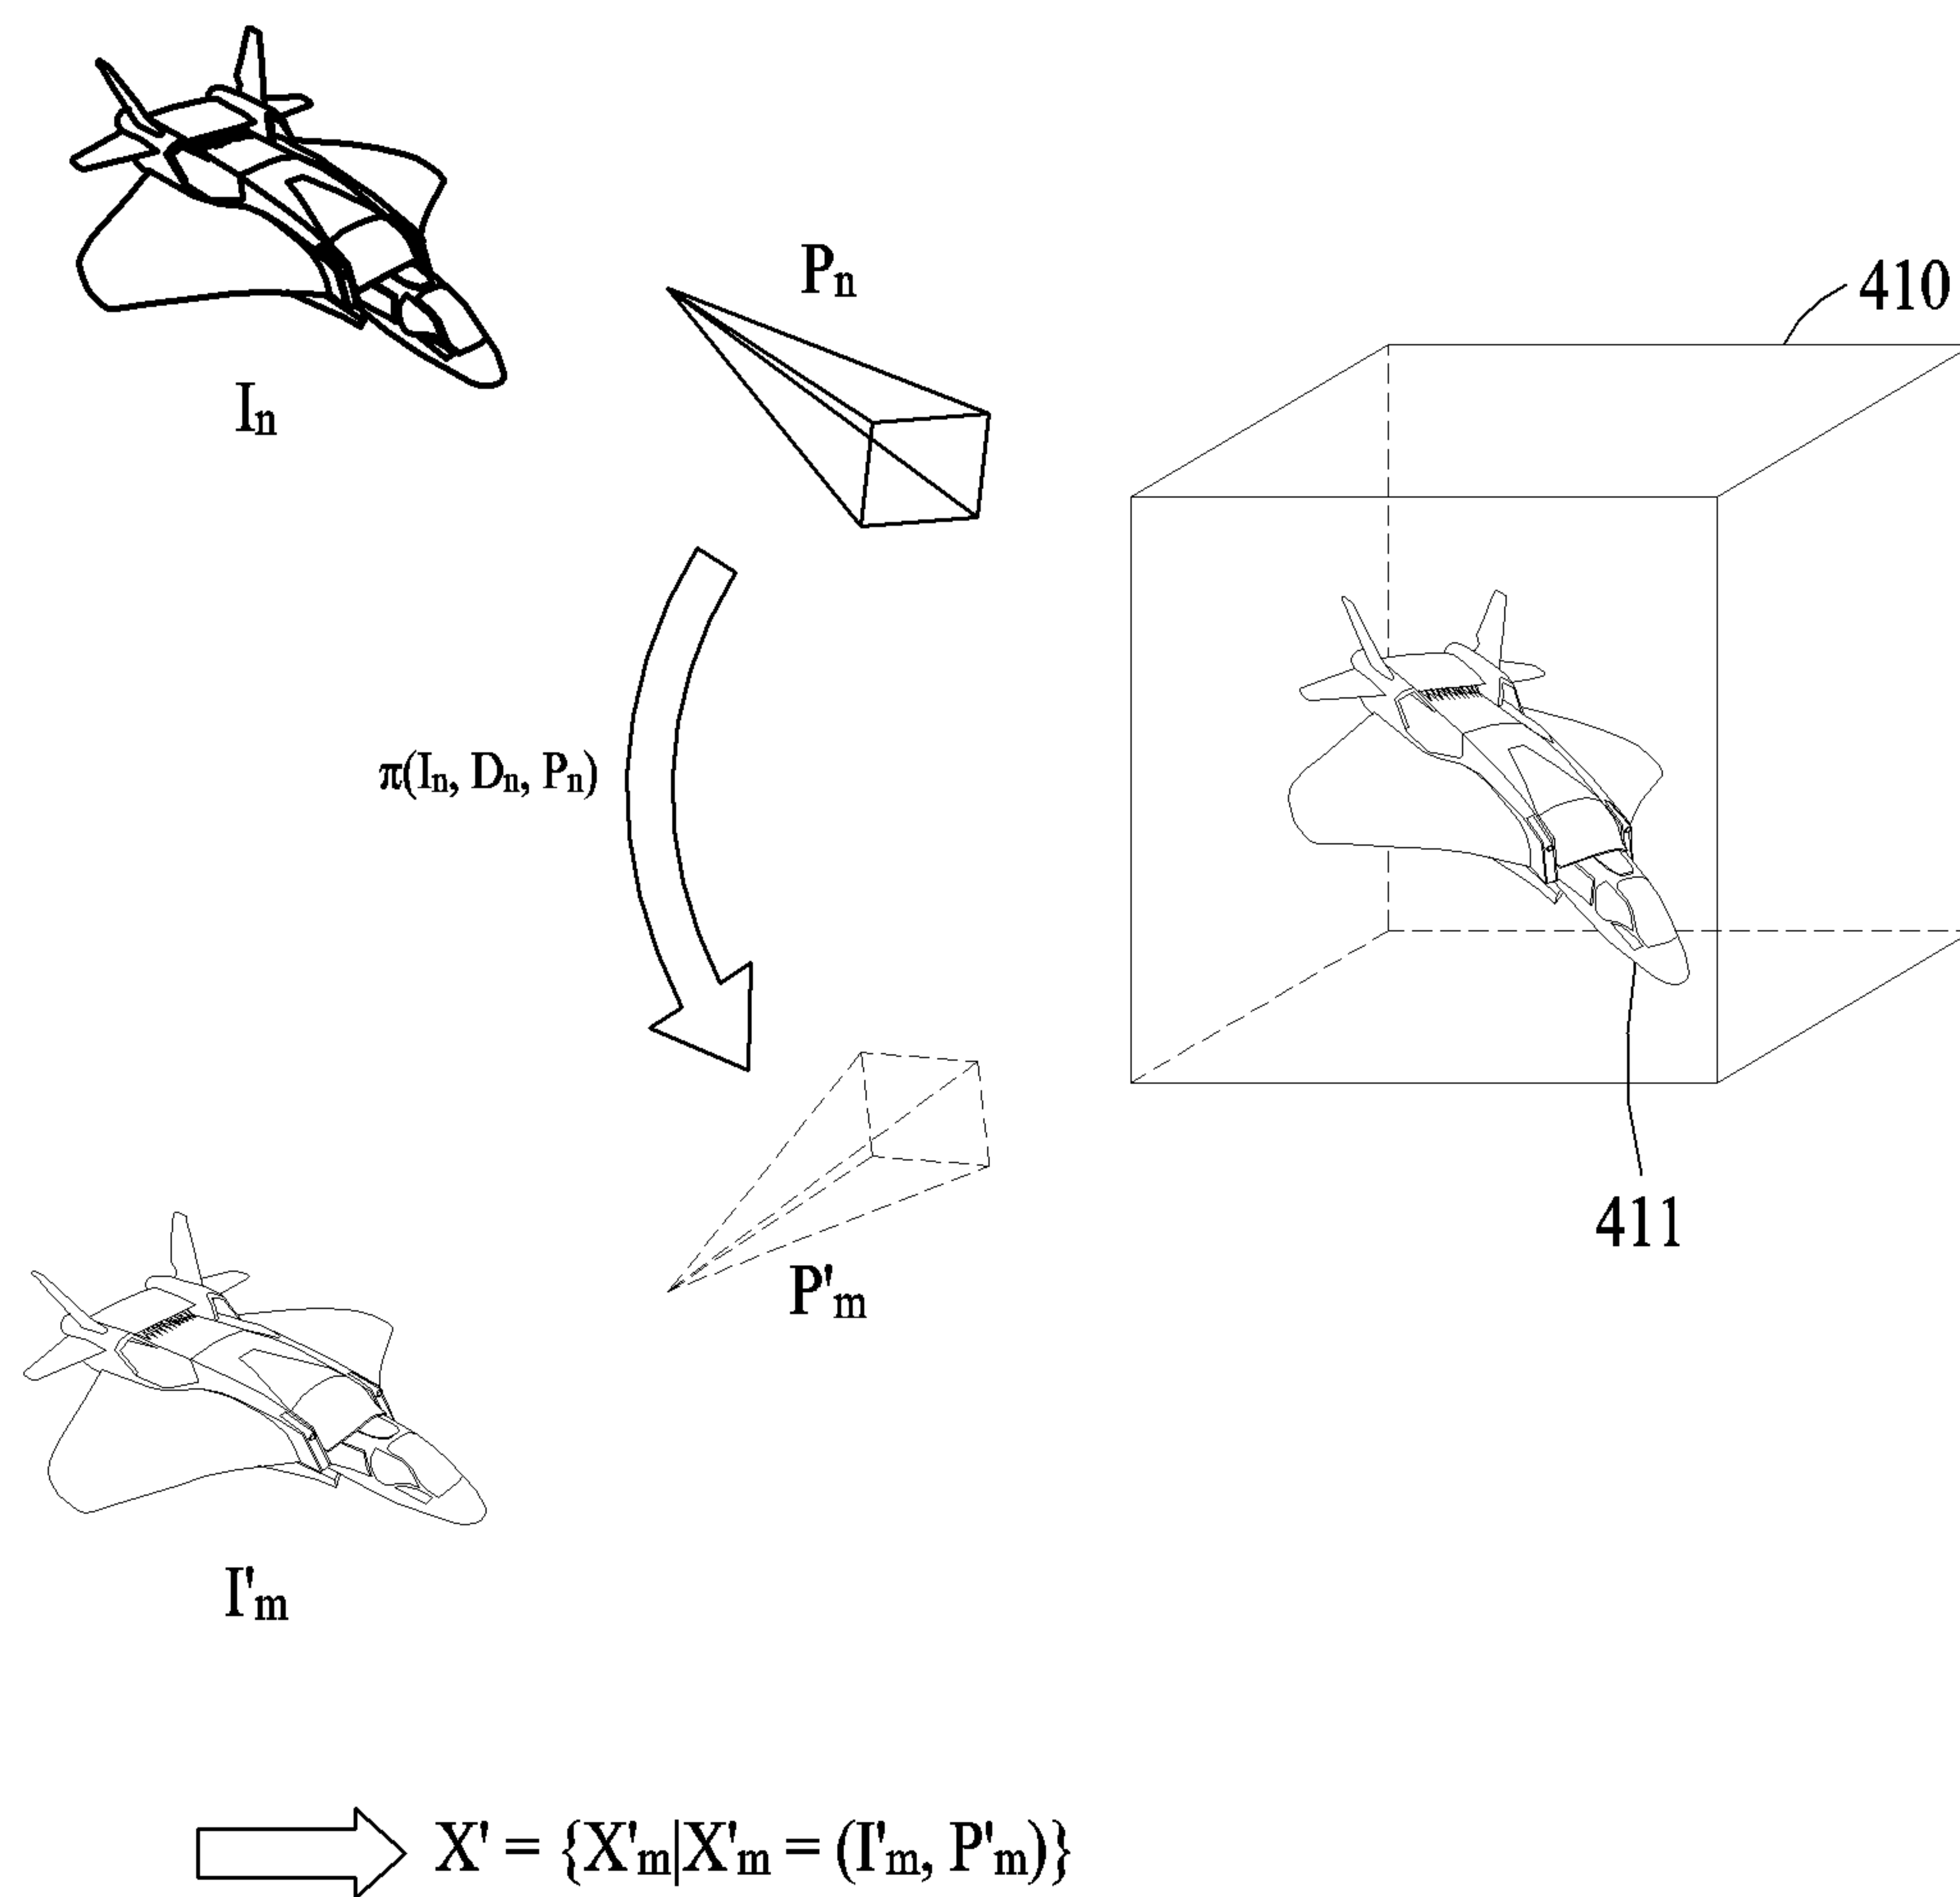 Pn
410
In
π(In, Dn, Pn)
411
P'm
I'm
X' = {X'm|X'm = (I'm, P'm)}